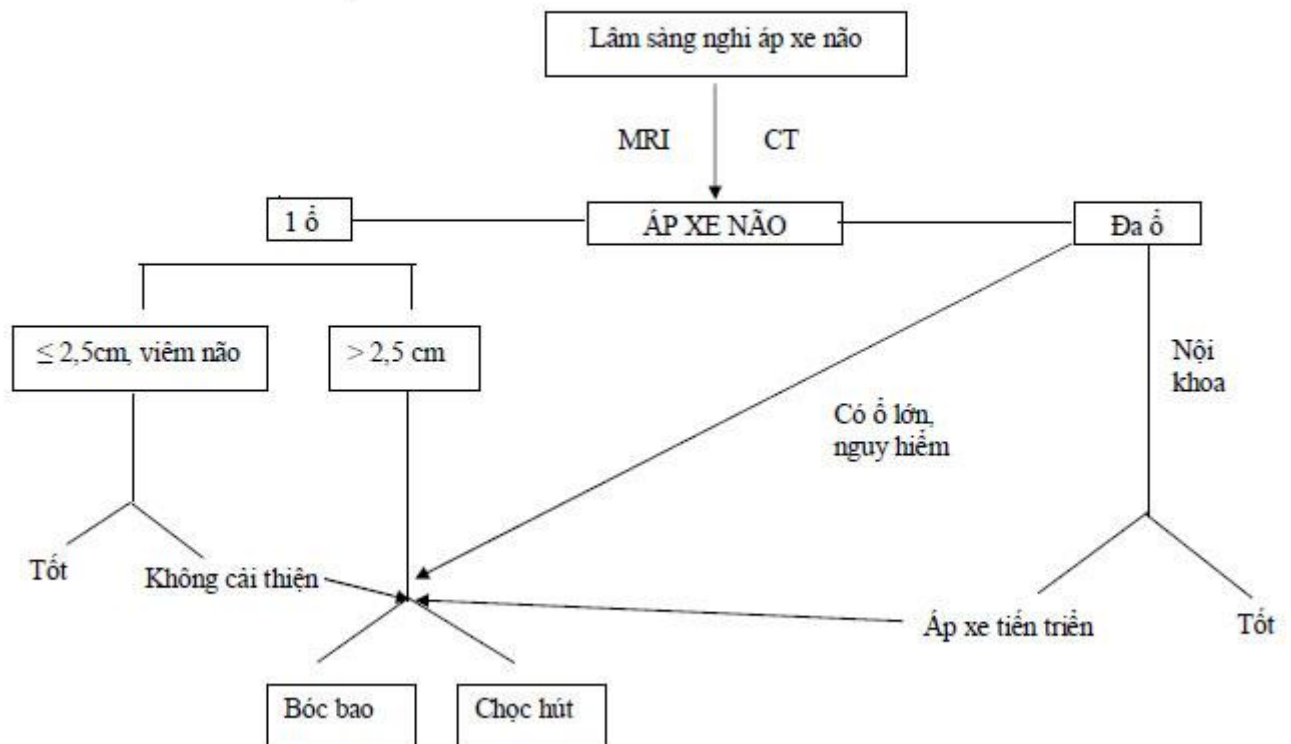 Lâm sàng nghi áp xe não
MRI CT
1 ổ
ÁP XE NÃO
Đa ổ
≤ 2,5cm, viêm não
> 2,5 cm
Nội
khoa
Có ổ lớn,
nguy hiểm
Tốt
Không cải thiện
Áp xe tiến triển
Tốt
Bóc bao
Chọc hút